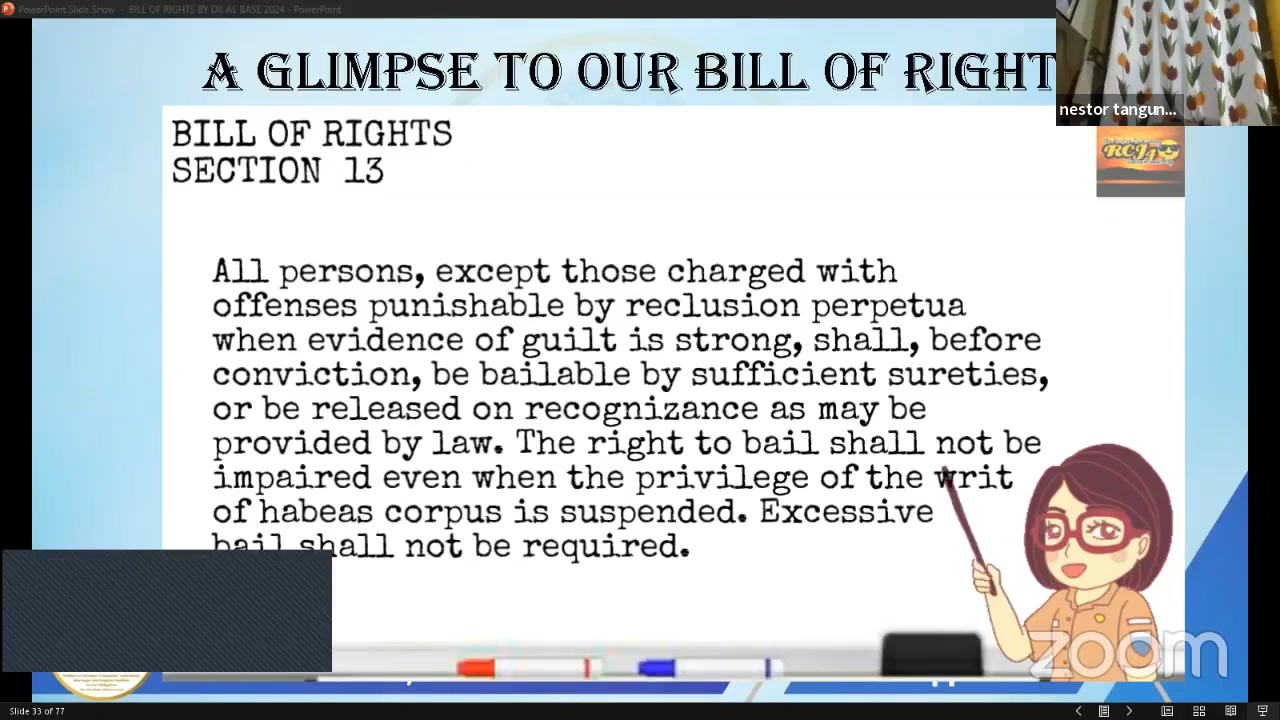 PowerPoint Slide Show - BILL OF RIGHTS BY DR AE BASE 2024 - PowerPoint
A GLIMPSE TO OUR BILL OF RIGHT
nestor tangun...
BILL OF RIGHTS
SECTION 13
RCJ
All persons, except those charged with
offenses punishable by reclusion perpetua
when evidence of guilt is strong, shall, before
conviction, be bailable by sufficient sureties,
or be released on recognizance as may be
provided by law. The right to bail shall not be
impaired even when the privilege of the writ
of habeas corpus is suspended. Excessive
bail shall not be required.
zoom
Slide 33 of 77